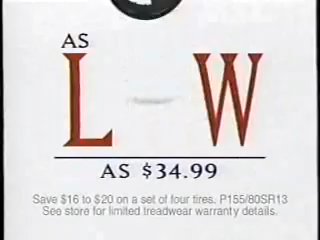 AS
L W
AS $34.99
Save $16 to $20 on a set of four tires. P155/80SR13
See store for limited treadwear warranty details.